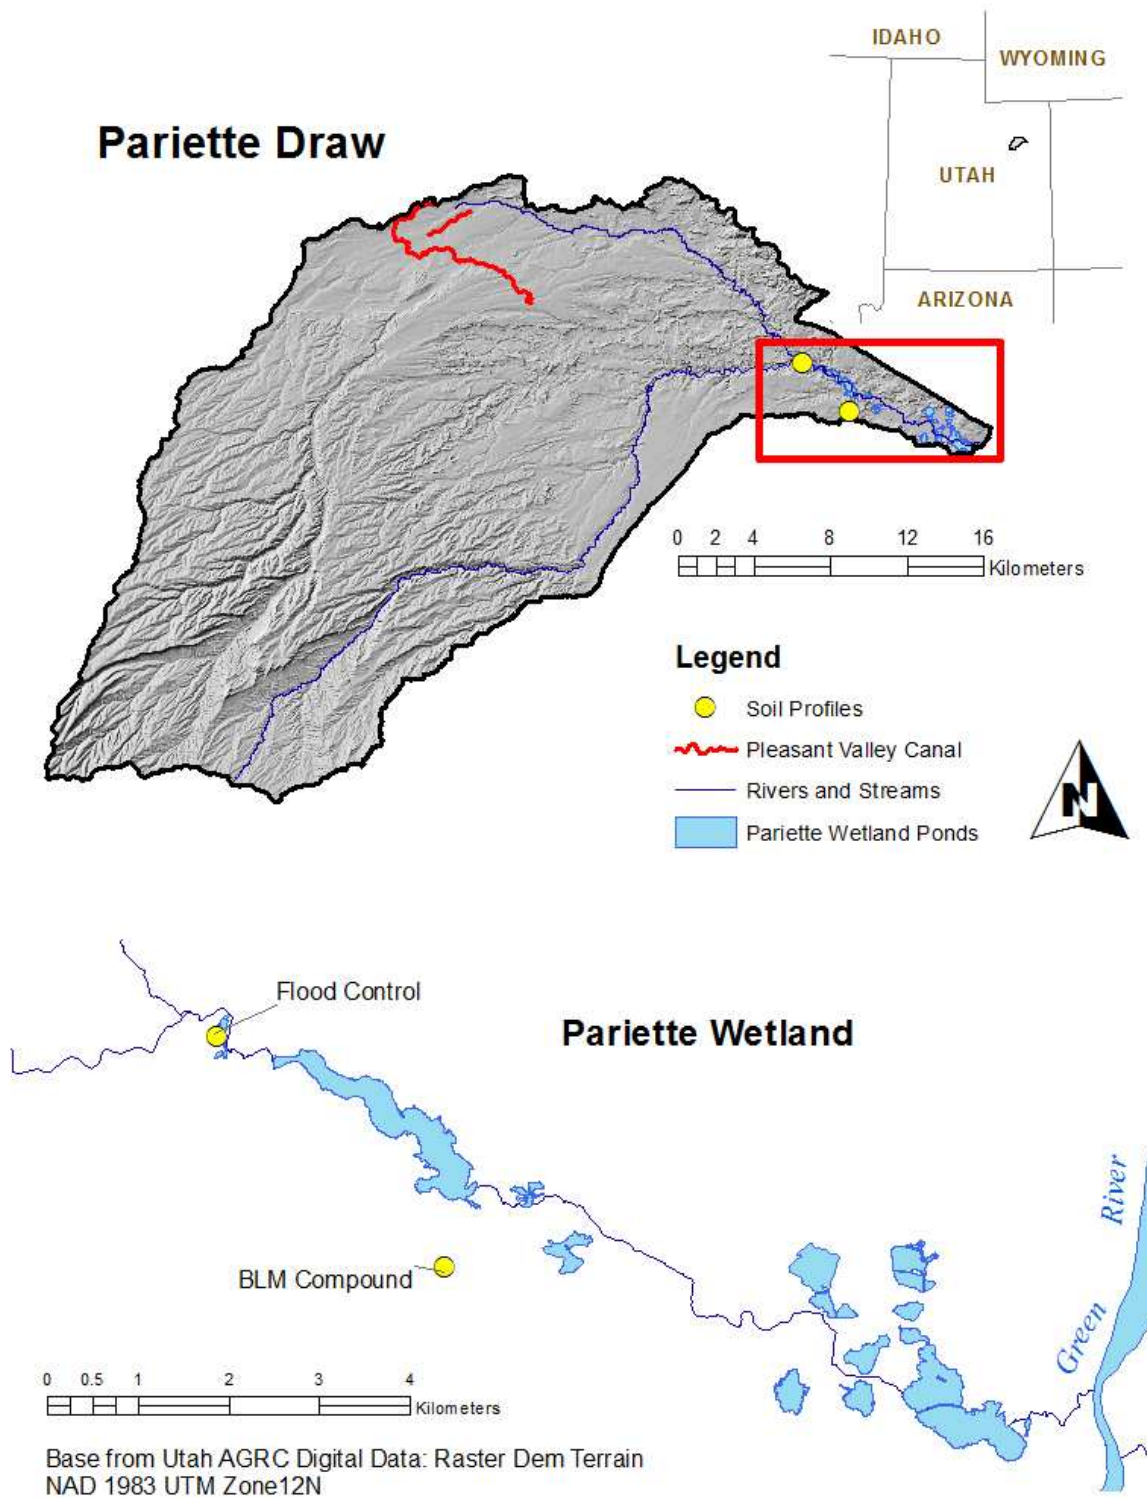 IDAHO
WYOMING
Pariette Draw
UTAH
ARIZONA
0 2 4 8 12 16
Kilometers
Legend
Soil Profiles
Pleasant Valley Canal
Rivers and Streams
Pariette Wetland Ponds
N
Flood Control
Pariette Wetland
BLM Compound
Green River
0 0.5 1 2 3 4
Kilometers
Base from Utah AGRC Digital Data: Raster Dem Terrain
NAD 1983 UTM Zone12N